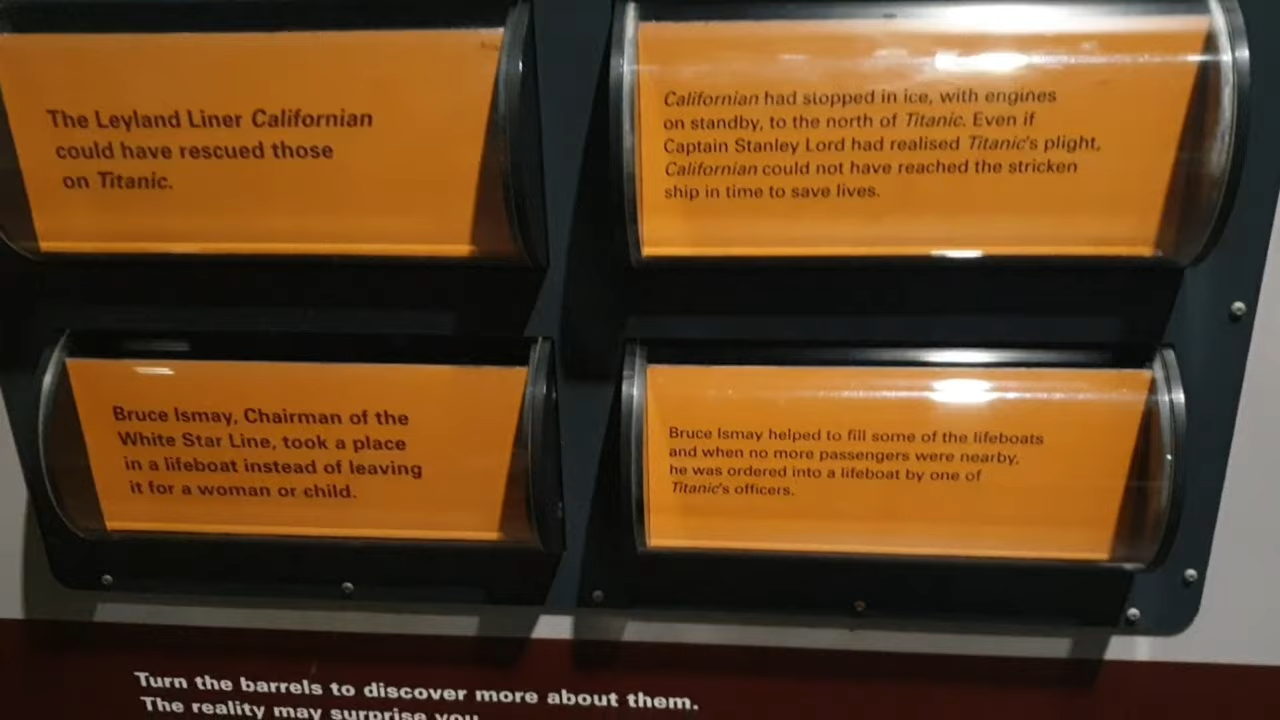 The Leyland Liner Californian
could have rescued those
on Titanic.
Californian had stopped in ice, with engines
on standby, to the north of Titanic. Even if
Captain Stanley Lord had realised Titanic's plight,
Californian could not have reached the stricken
ship in time to save lives.
Bruce Ismay, Chairman of the
White Star Line, took a place
in a lifeboat instead of leaving
it for a woman or child.
Bruce Ismay helped to fill some of the lifeboats
and when no more passengers were nearby,
he was ordered into a lifeboat by one of
Titanic's officers.
Turn the barrels to discover more about them.
The reality may surprise you